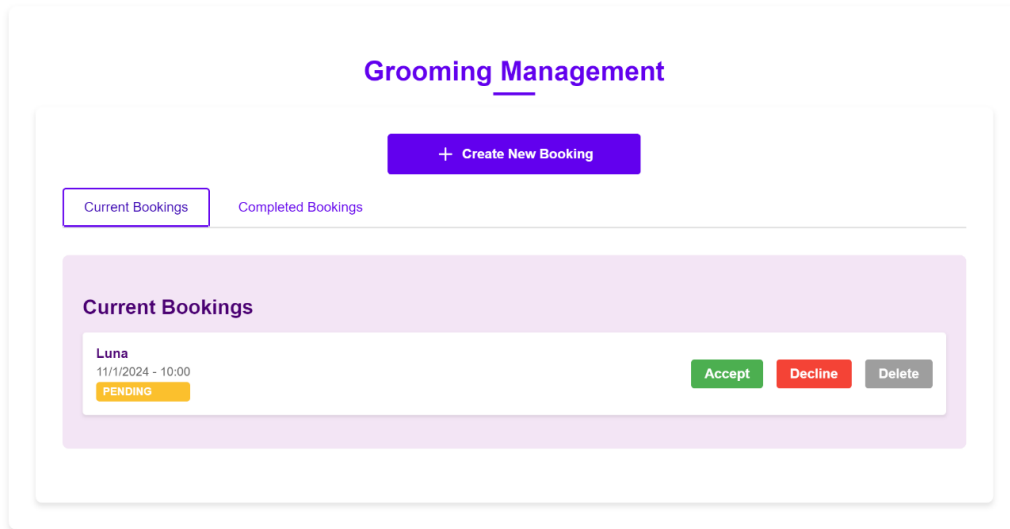 Grooming Management
+ Create New Booking
Current Bookings
Completed Bookings
Current Bookings
Luna
11/1/2024 - 10:00
PENDING
Accept
Decline
Delete